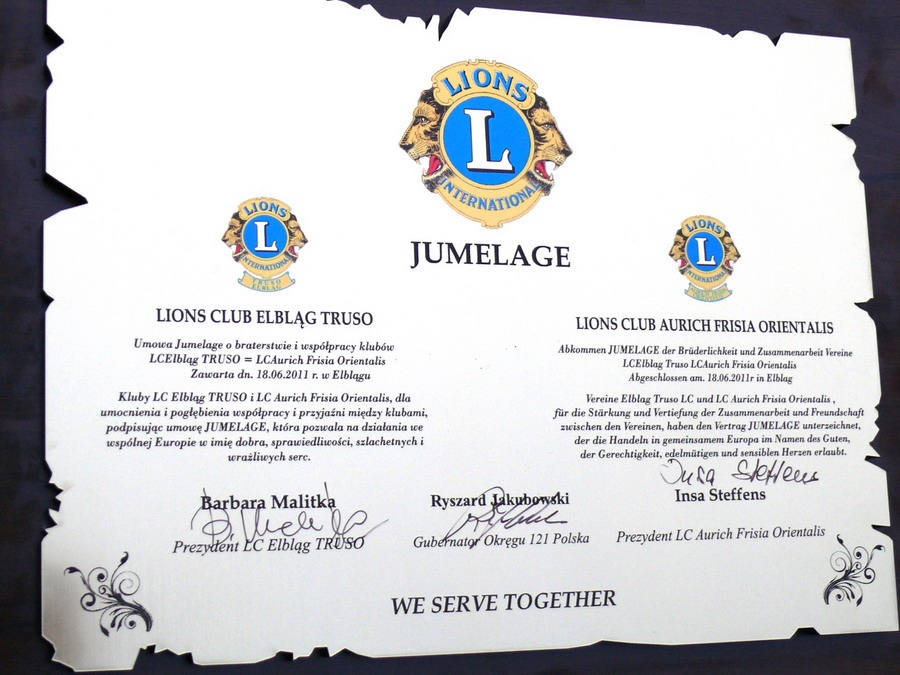 LIONS
L
INTERNATIONAL
JUMELAGE
LIONS
L
INTERNATIONAL
TRUSO
ELBLĄG
LIONS CLUB ELBLĄG TRUSO
Umowa Jumelage o braterstwie i współpracy klubów
LCElbląg TRUSO = LCAurich Frisia Orientalis
Zawarta dn. 18.06.2011 r. w Elblągu
Kluby LC Elbląg TRUSO i LC Aurich Frisia Orientalis, dla
umocnienia i pogłębienia współpracy i przyjaźni między klubami,
podpisując umowę JUMELAGE, która pozwala na działania we
wspólnej Europie w imię dobra, sprawiedliwości, szlachetnych i
wrażliwych serc.
Barbara Malitka
Prezydent LC Elbląg TRUSO
Ryszard Jakubowski
Gubernator Okręgu 121 Polska
LIONS
L
INTERNATIONAL
LIONS CLUB AURICH FRISIA ORIENTALIS
Abkommen JUMELAGE der Brüderlichkeit und Zusammenarbeit Vereine
LCElbląg Truso LCAurich Frisia Orientalis
Abgeschlossen am. 18.06.2011r in Elbląg
Vereine Elbląg Truso LC und LC Aurich Frisia Orientalis ,
für die Stärkung und Vertiefung der Zusammenarbeit und Freundschaft
zwischen den Vereinen, haben den Vertrag JUMELAGE unterzeichnet,
der die Handeln in gemeinsamem Europa im Namen des Guten,
der Gerechtigkeit, edelmütigen und sensiblen Herzen erlaubt.
Insa Steffens
Insa Steffens
Prezydent LC Aurich Frisia Orientalis
WE SERVE TOGETHER